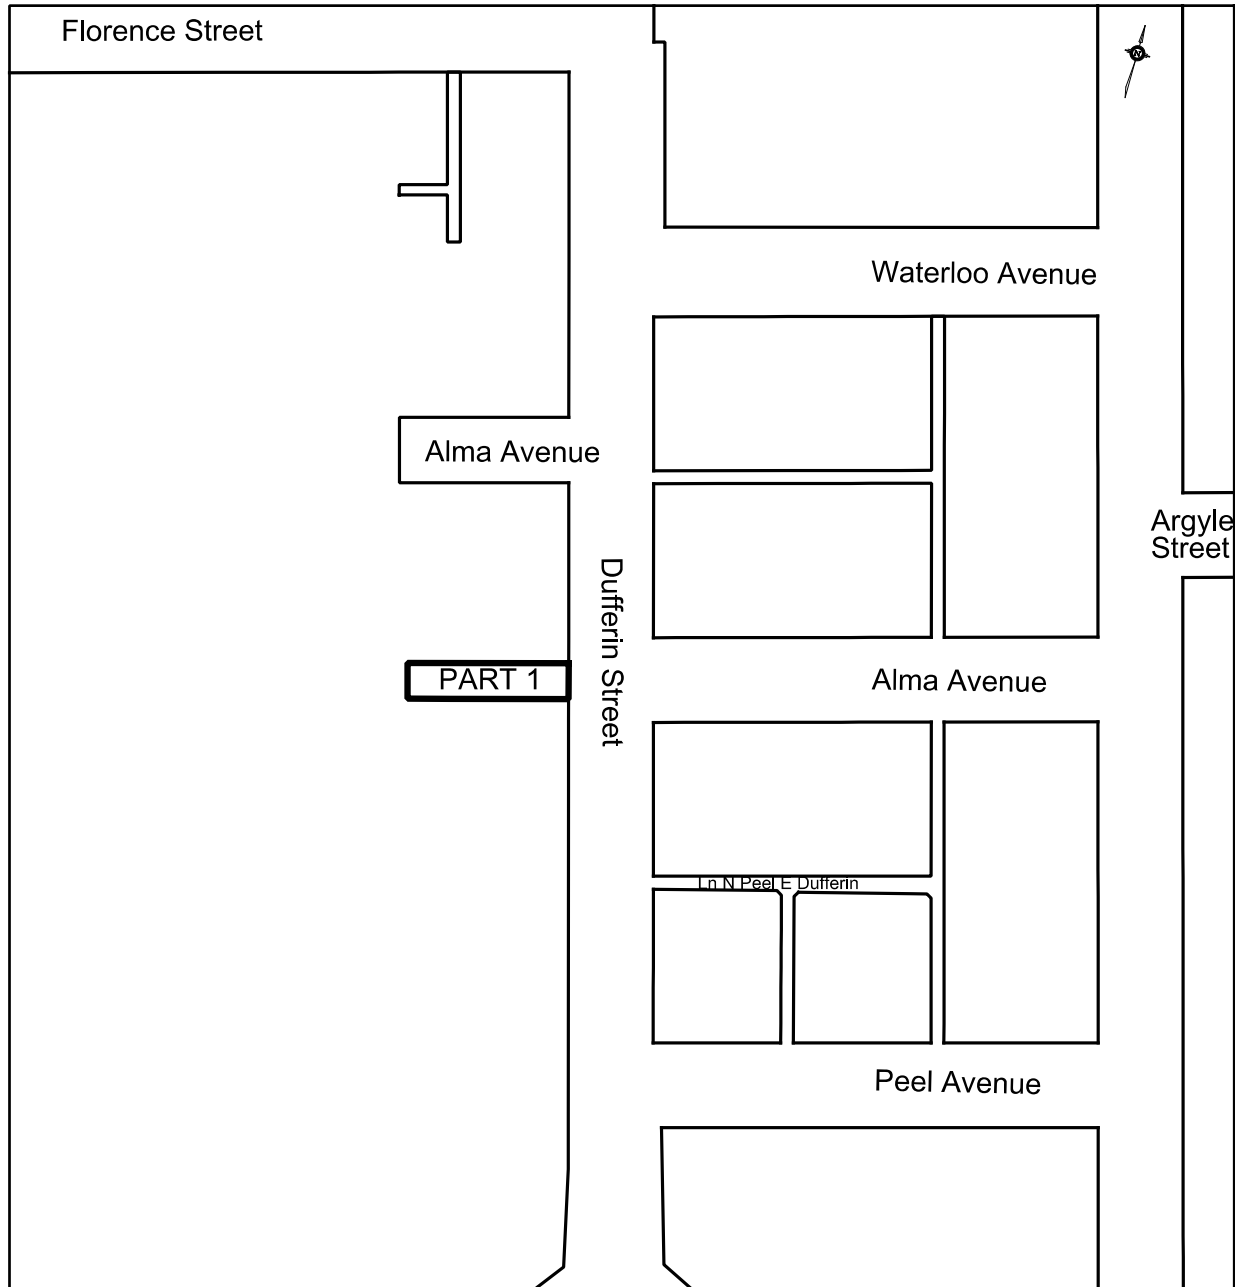 Florence Street
N
Waterloo Avenue
Alma Avenue
Argyle
Street
Dufferin Street
PART 1
Alma Avenue
Ln N Peel E Dufferin
Peel Avenue